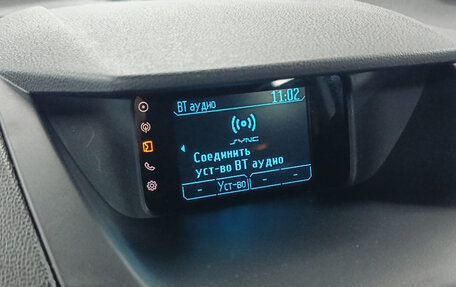 BT аудио 11:02
SYNC
Соединить
уст-во BT аудио
- Уст-во - -